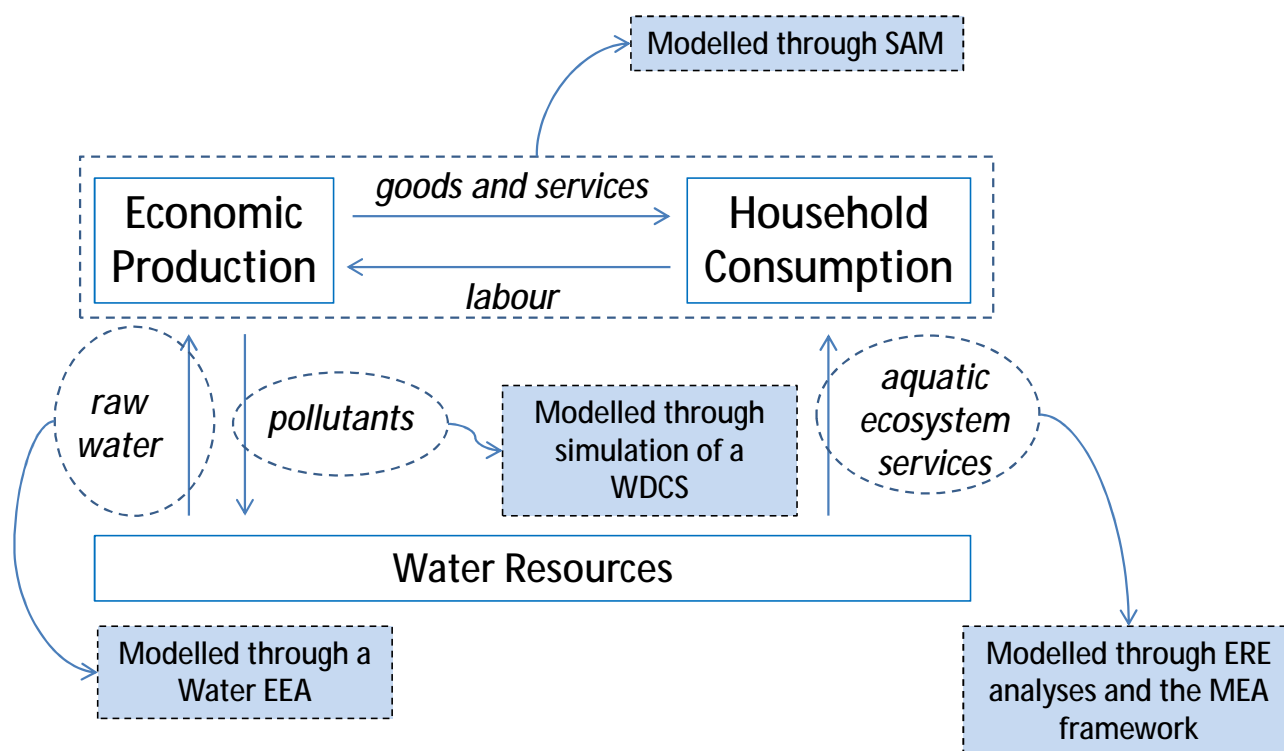 Modelled through SAM
goods and services
Economic
Production
Household
Consumption
labour
raw
water
pollutants
Modelled through
simulation of a
WDCS
aquatic
ecosystem
services
Water Resources
Modelled through a
Water EEA
Modelled through ERE
analyses and the MEA
framework